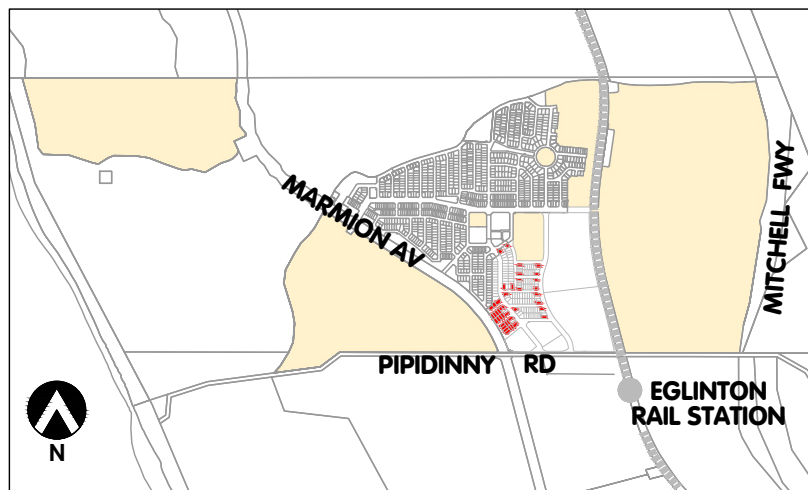 MARMION AV
MITCHELL FWY
PIPIDINNY RD
EGLINTON
RAIL STATION
N